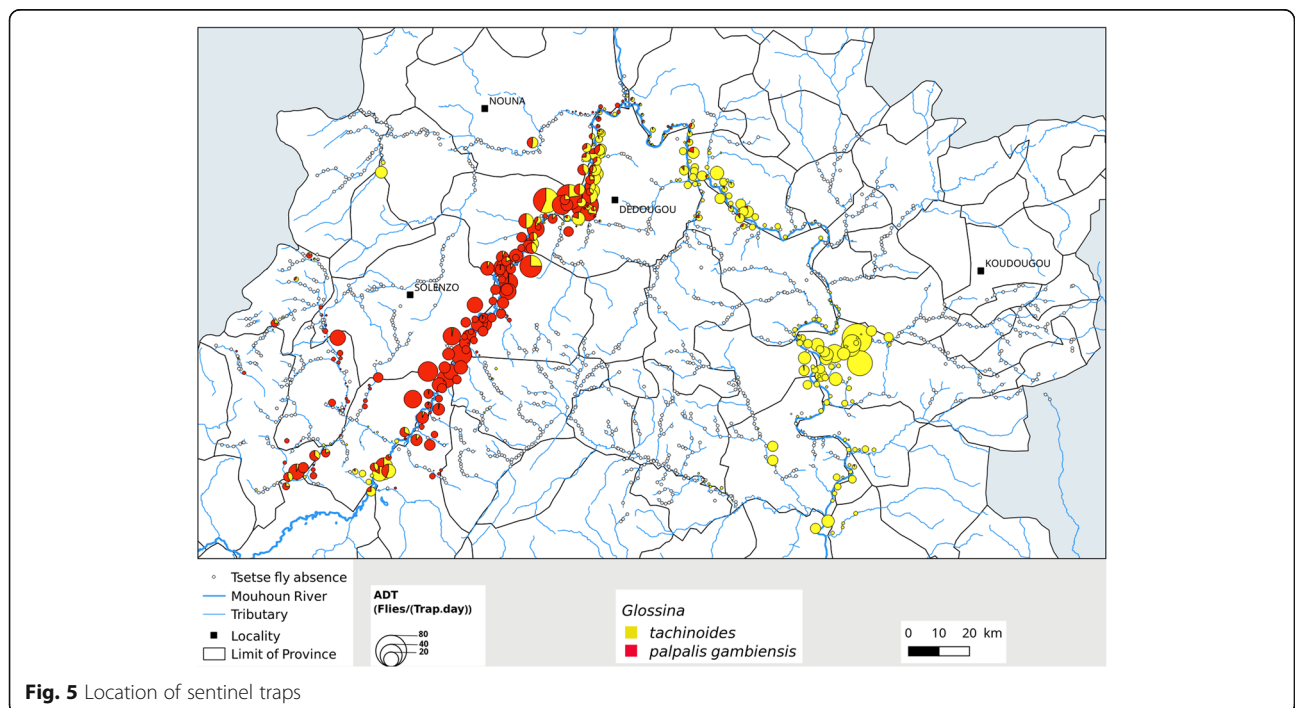 NOUNA
DEDOUGOU
KOUDOUGOU
SOLENZO
Tsetse fly absence
Mouhoun River
Tributary
Locality
Limit of Province
ADT
(Flies/(Trap.day))
80
40
20
Glossina
tachinoides
palpalis gambiensis
0 10 20 km
Fig. 5 Location of sentinel traps